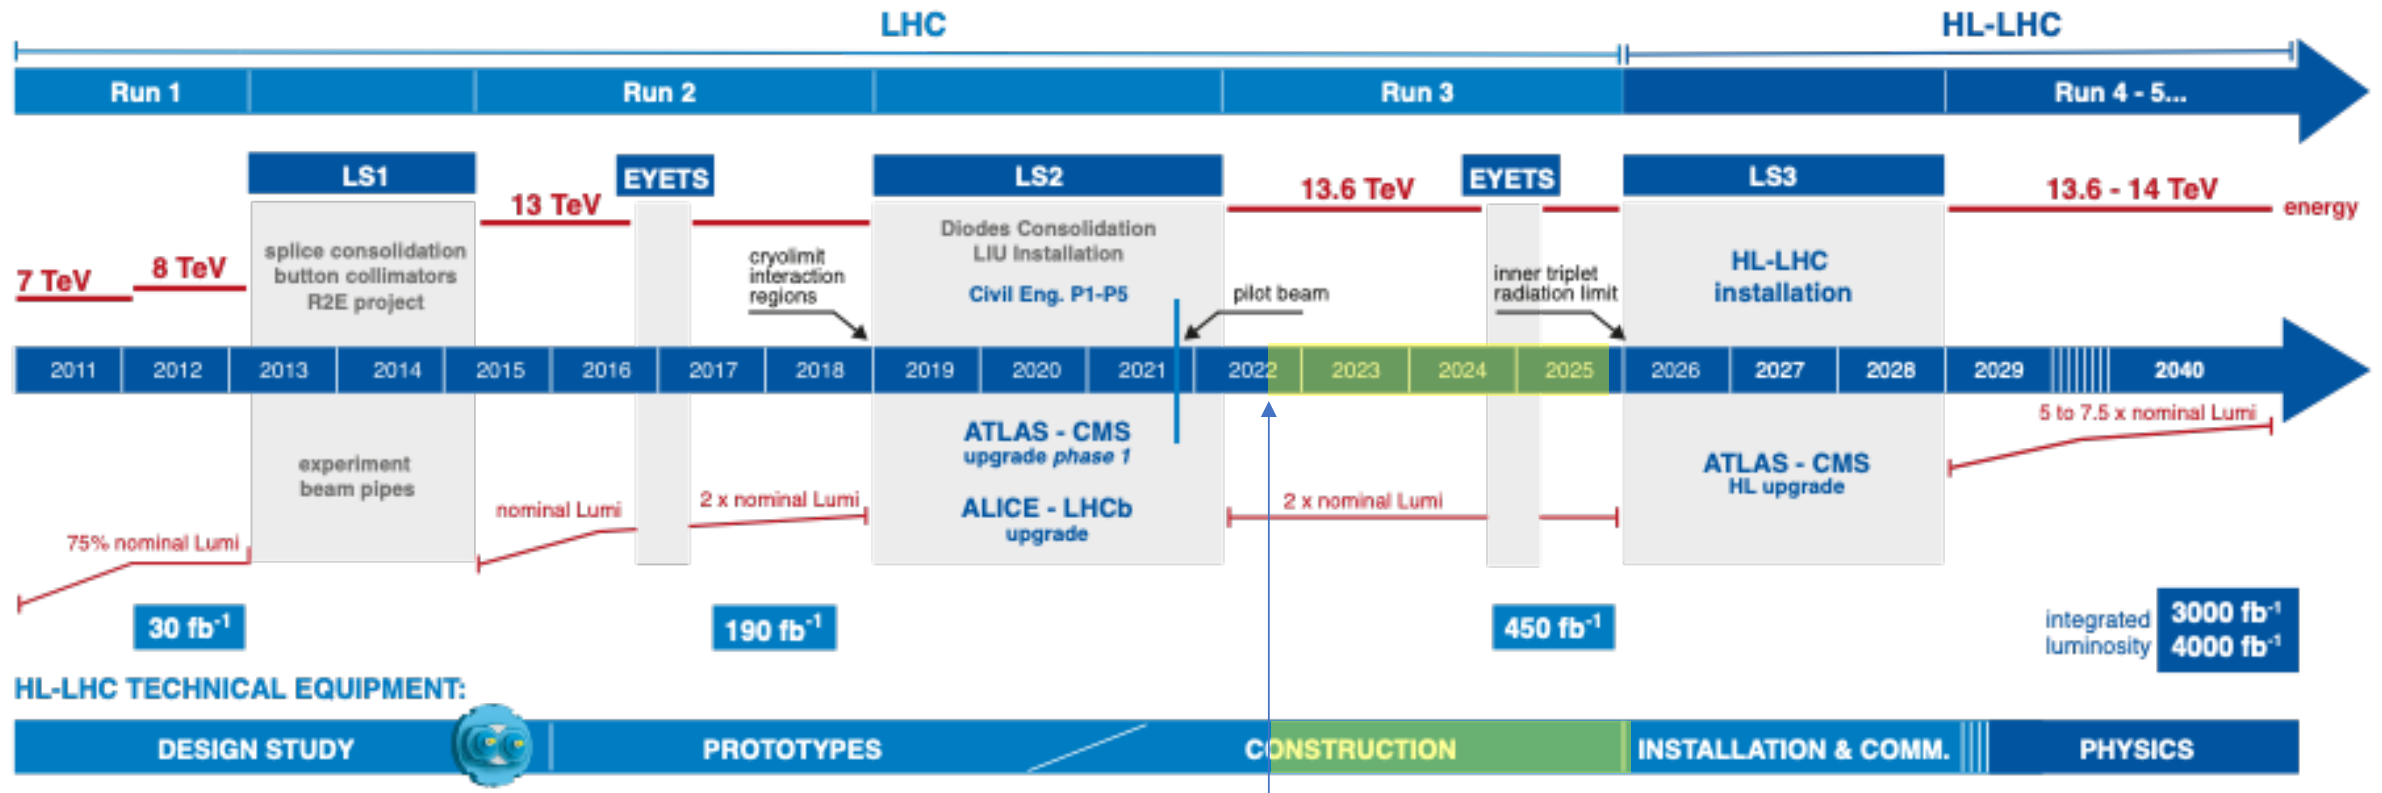 LHC
HL-LHC
Run 1
Run 2
Run 3
Run 4 - 5...
LS1
EYETS
LS2
EYETS
LS3
13 TeV
13.6 TeV
13.6 - 14 TeV
energy
7 TeV
8 TeV
splice consolidation
button collimators
R2E project
cryolimit
interaction
regions
Diodes Consolidation
LIU Installation
Civil Eng. P1-P5
pilot beam
inner triplet
radiation limit
HL-LHC
installation
2011
2012
2013
2014
2015
2016
2017
2018
2019
2020
2021
2022
2023
2024
2025
2026
2027
2028
2029
2040
experiment
beam pipes
75% nominal Lumi
nominal Lumi
2 x nominal Lumi
ATLAS - CMS
upgrade phase 1
ALICE - LHCb
upgrade
2 x nominal Lumi
ATLAS - CMS
HL upgrade
5 to 7.5 x nominal Lumi
30 fb-1
190 fb-1
450 fb-1
integrated
luminosity
3000 fb-1
4000 fb-1
HL-LHC TECHNICAL EQUIPMENT:
DESIGN STUDY
PROTOTYPES
CONSTRUCTION
INSTALLATION & COMM.
PHYSICS